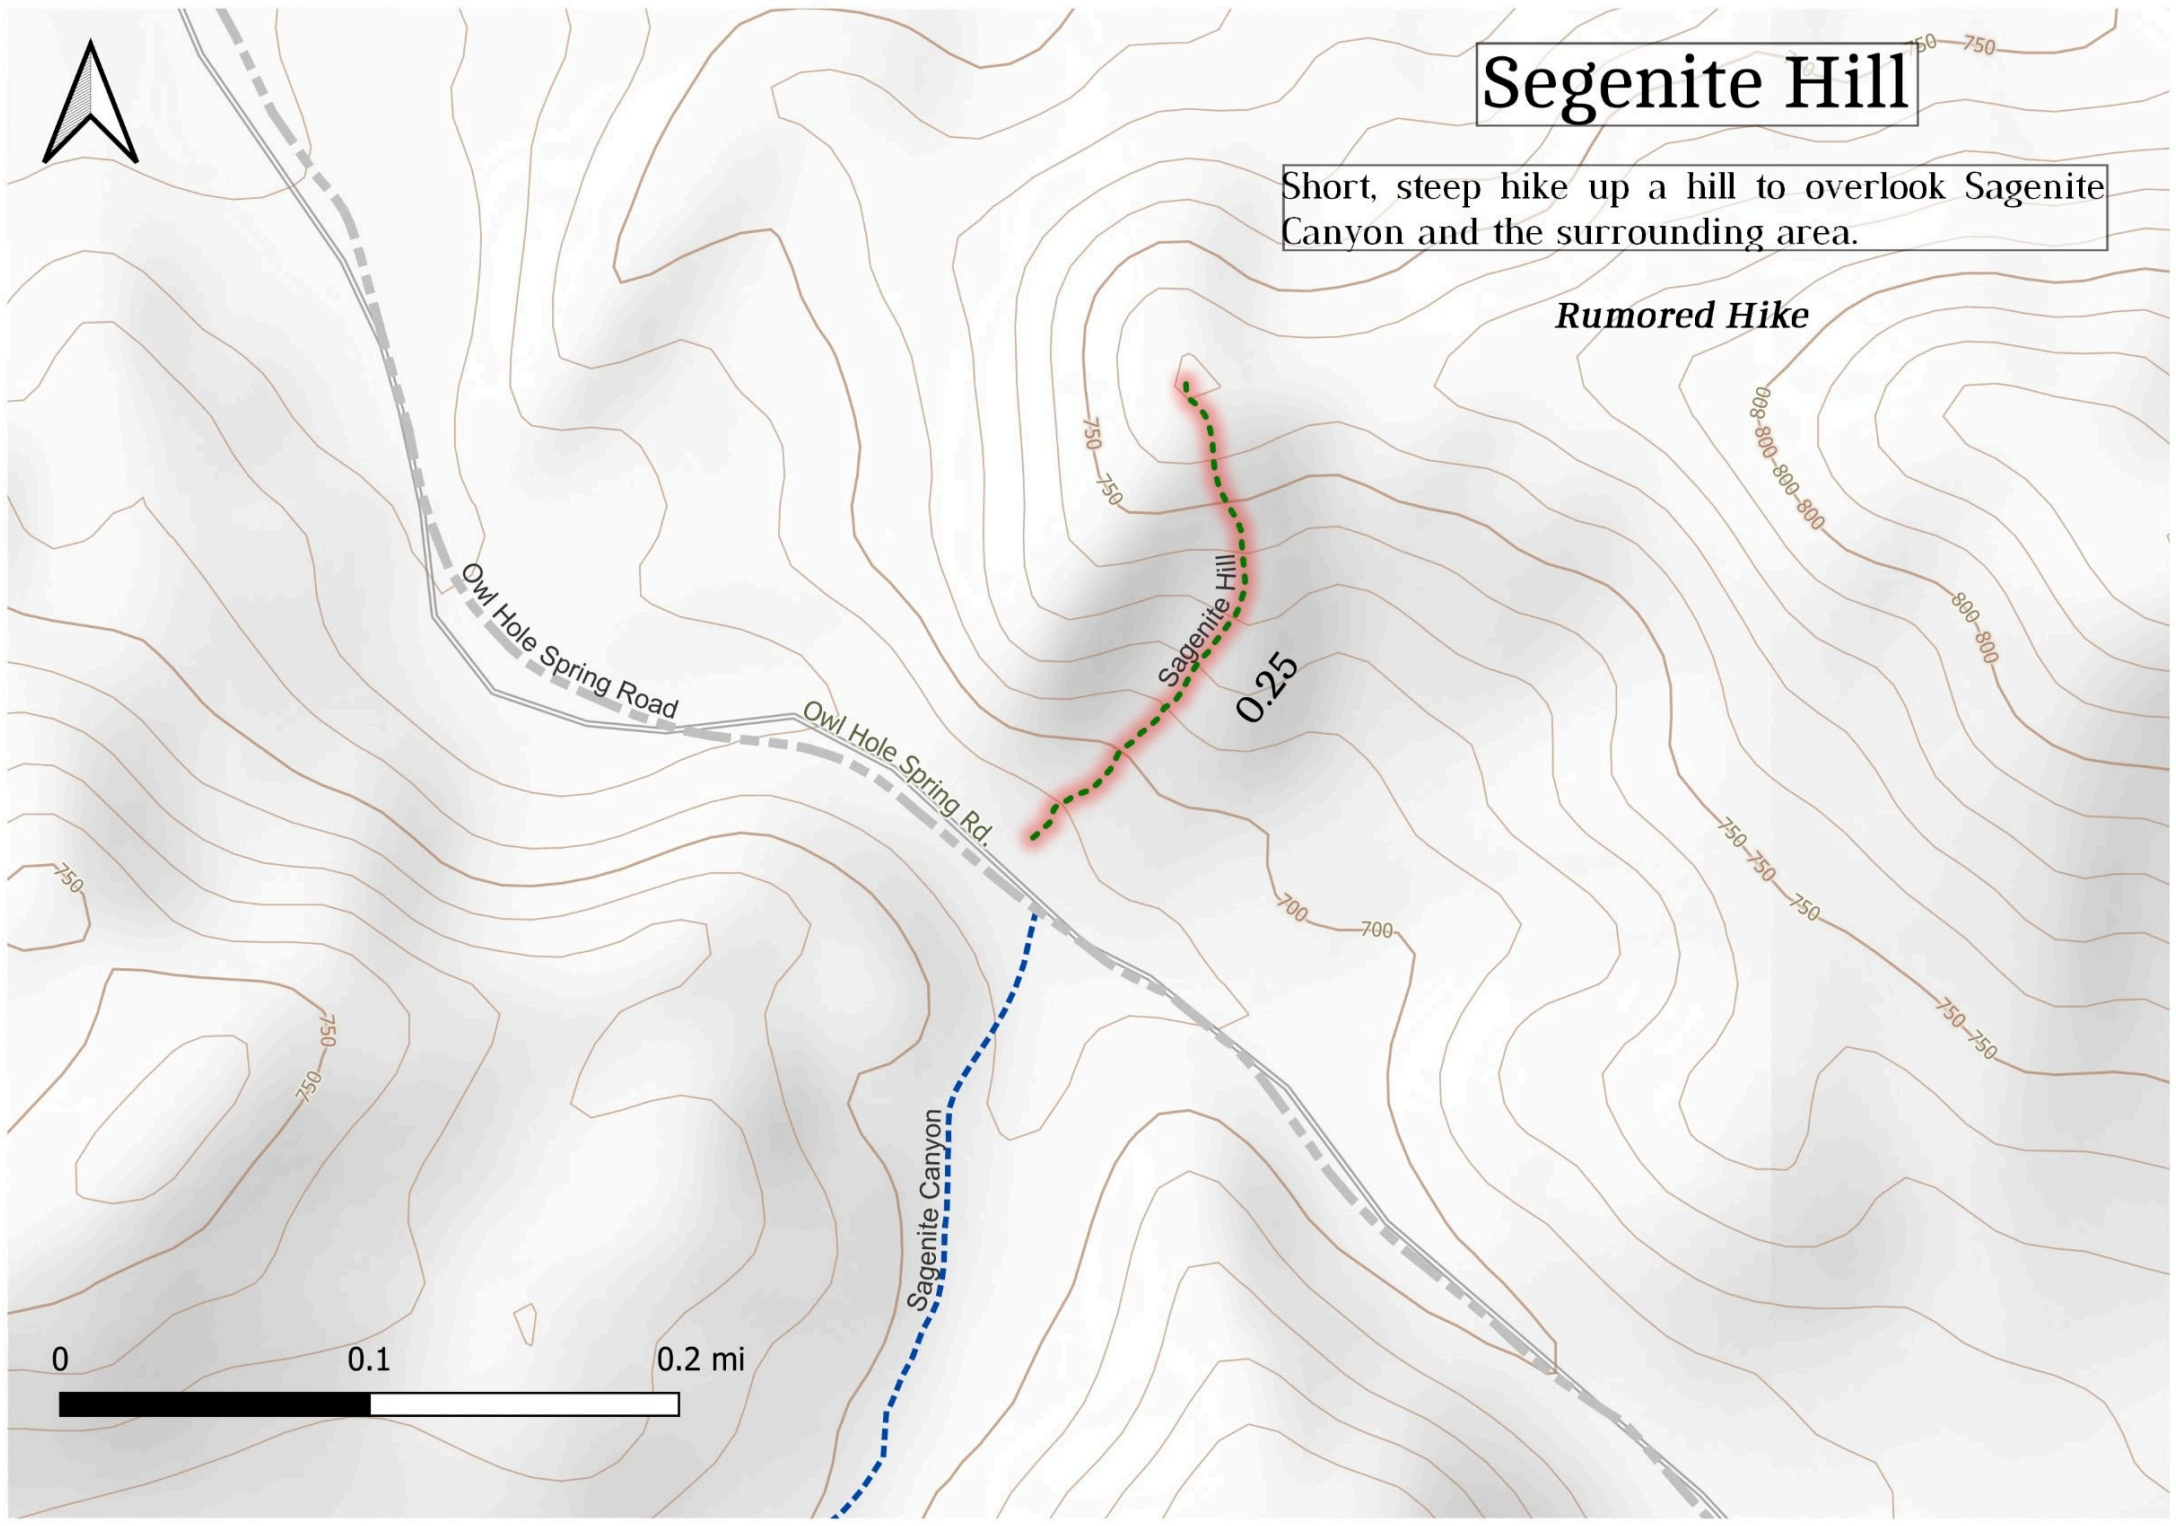 Segenite Hill
Short, steep hike up a hill to overlook Sagenite
Canyon and the surrounding area.
Rumored Hike
750
750
750
750
800
800
800
800
Owl Hole Spring Road
Owl Hole Spring Rd.
Sagenite Hill
0.25
800
800
750
750
750
750
700
700
750
750
750
750
Sagenite Canyon
0
0.1
0.2 mi